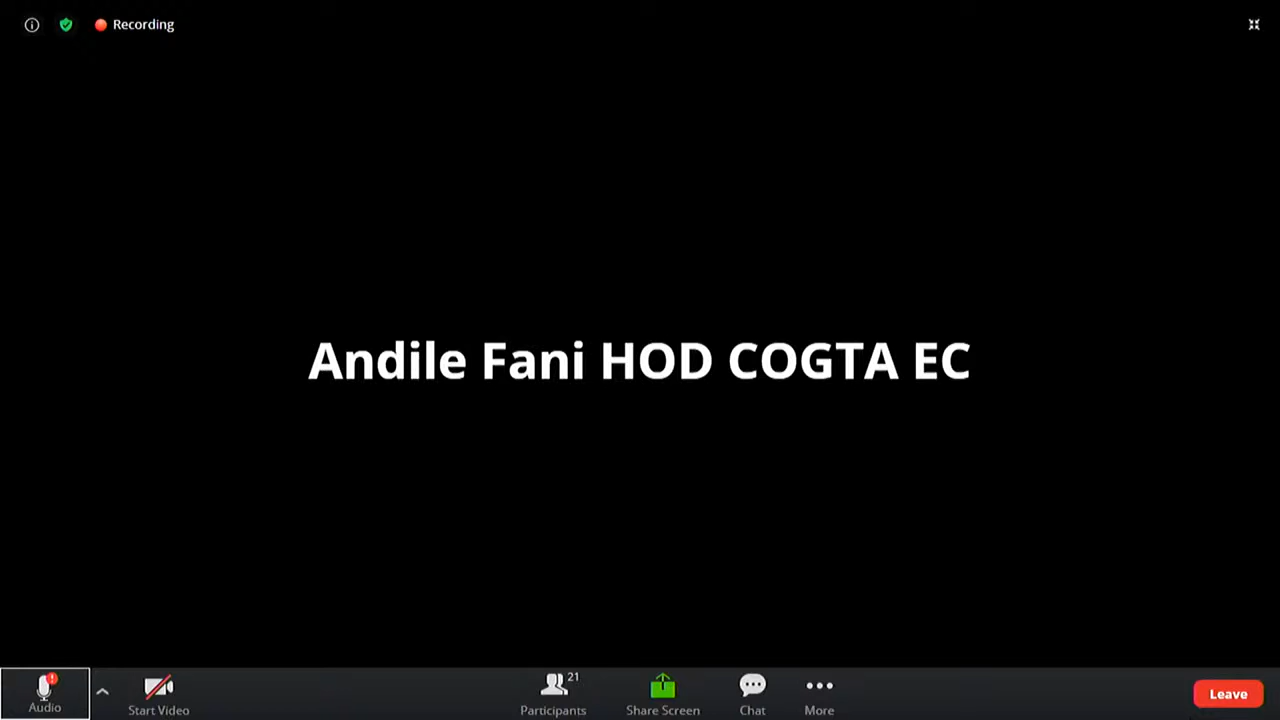 Recording
Andile Fani HOD COGTA EC
Audio
Start Video
Participants
21
Share Screen
Chat
More
Leave